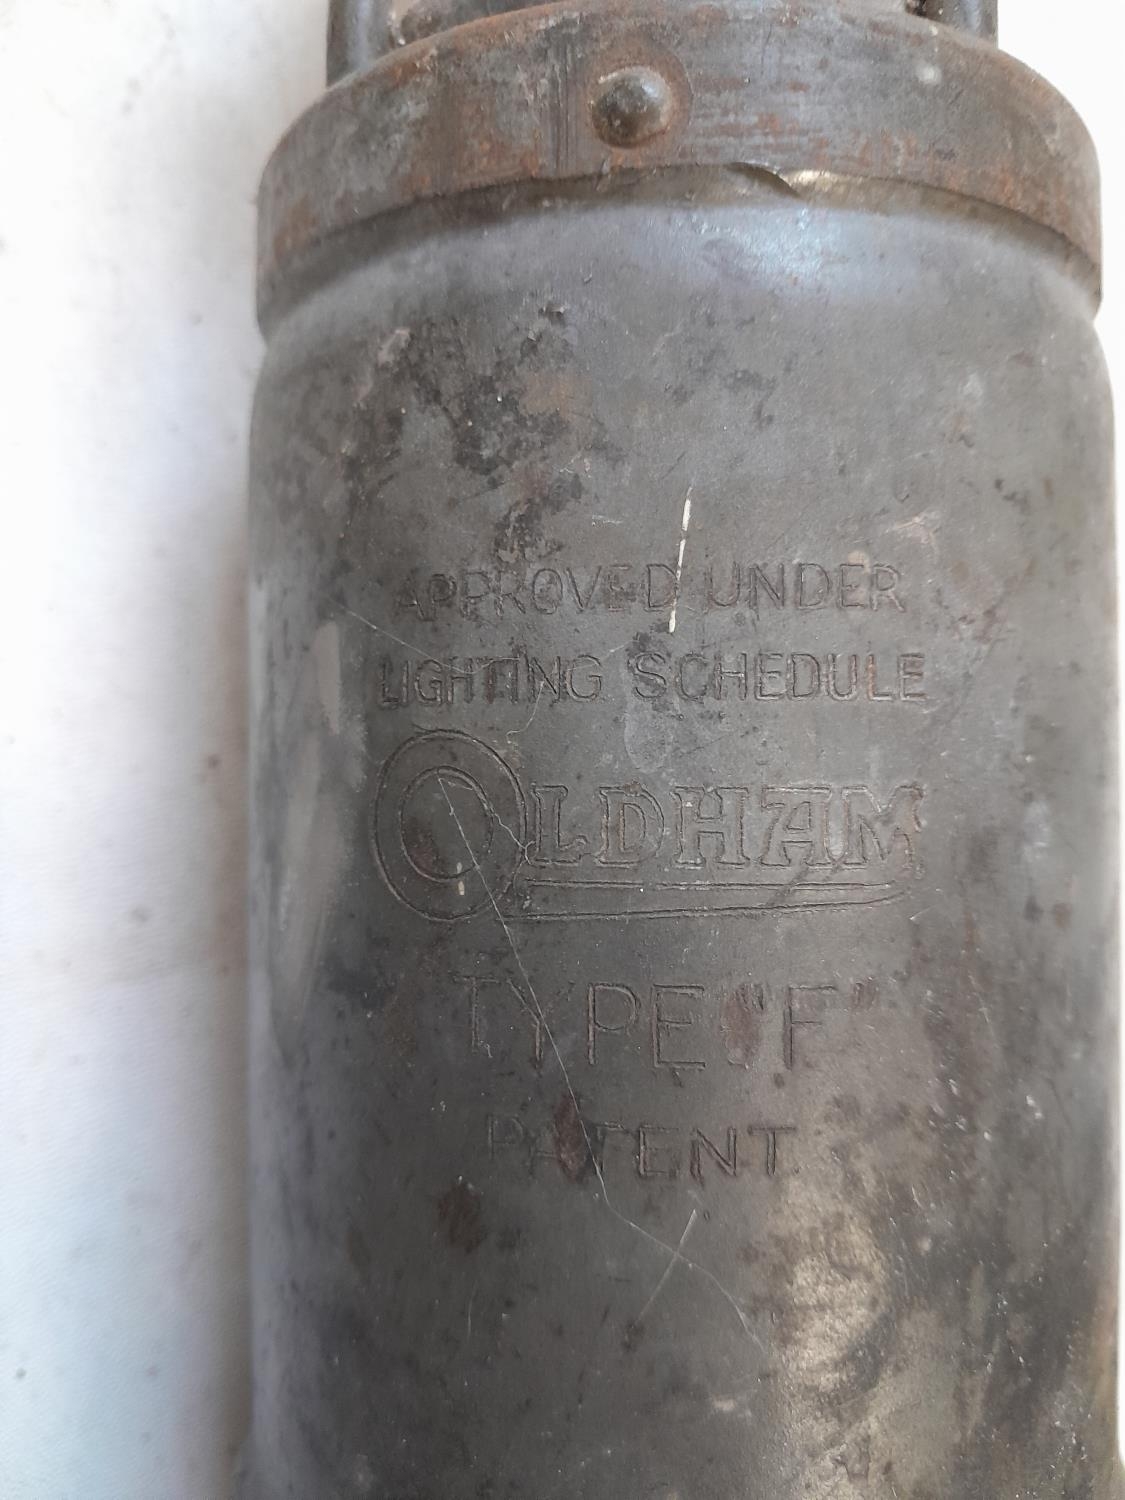 APPROVED UNDER
LIGHTING SCHEDULE
OLDHAM
TYPE "F"
PATENT